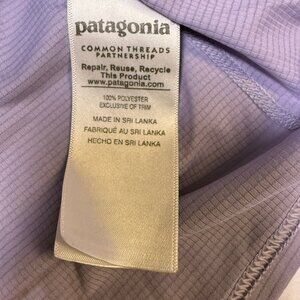 patagonia
COMMON THREADS
PARTNERSHIP
Repair, Reuse, Recycle
This Product
www.patagonia.com
100% POLYESTER
EXCLUSIVE OF TRIM
MADE IN SRI LANKA
FABRIQUÉ AU SRI LANKA
HECHO EN SRI LANKA